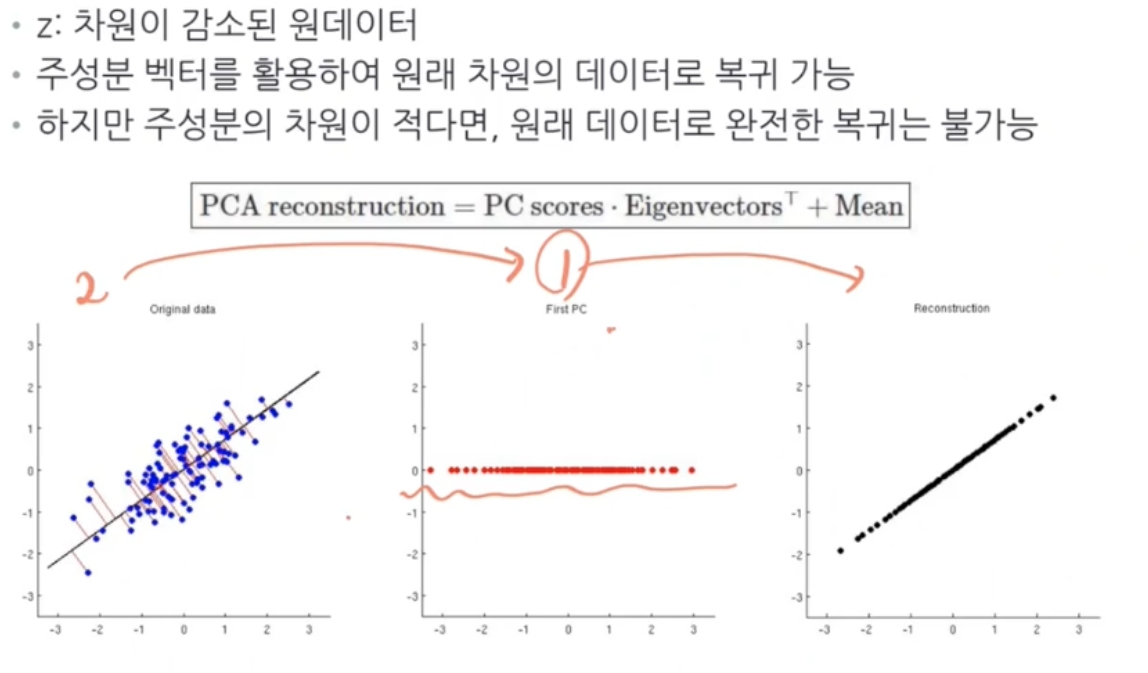 • z: 차원이 감소된 원데이터
• 주성분 벡터를 활용하여 원래 차원의 데이터로 복귀 가능
• 하지만 주성분의 차원이 적다면, 원래 데이터로 완전한 복귀는 불가능
PCA reconstruction = PC scores · Eigenvectors⊤ + Mean
2 1
Original data First PC Reconstruction
3 3 3
2 2 2
1 1 1
0 0 0
-1 -1 -1
-2 -2 -2
-3 -3 -3
-3 -2 -1 0 1 2 3 -3 -2 -1 0 1 2 3 -3 -2 -1 0 1 2 3